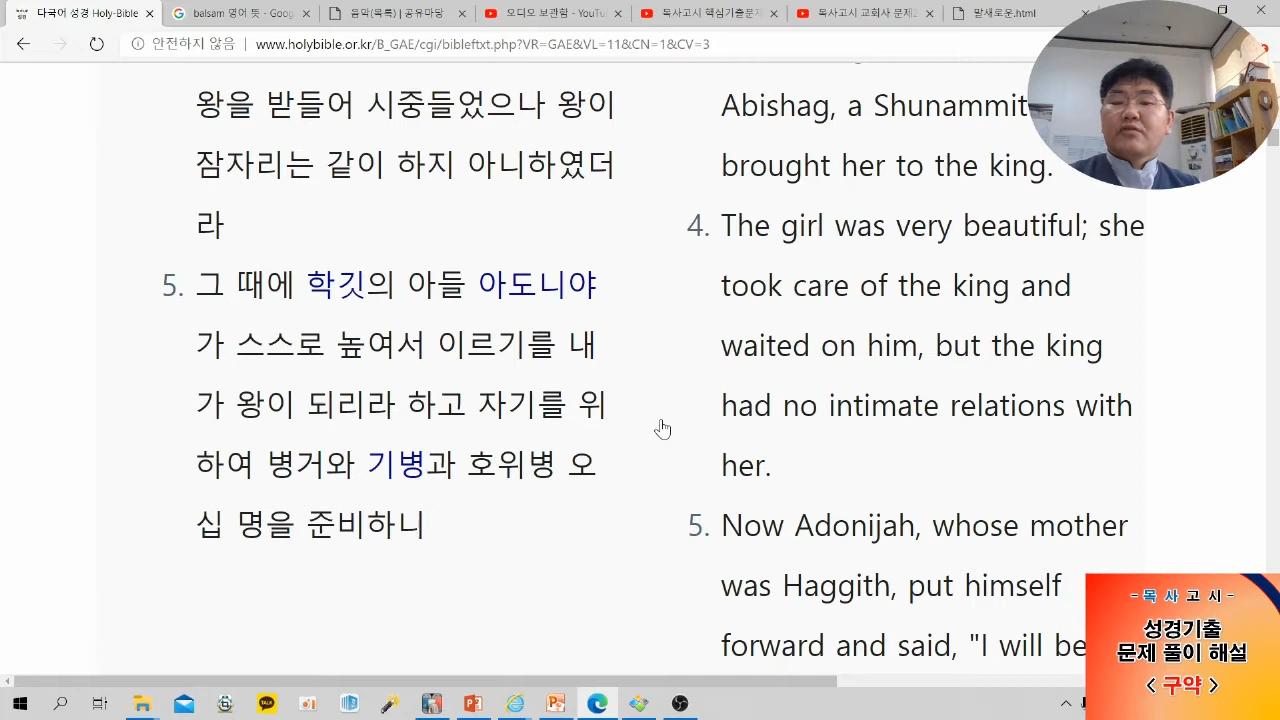 다국어 성경 Holy-Bible
balsam 영어 뜻 - Goog
음악(목록) | 공유마당
오디오 보관함 - YouTu
목사고시 핵심기출문
목사고시 교회사 문제
말새로운.html
안전하지 않음 | www.holybible.or.kr/B_GAE/cgi/bibleftxt.php?VR=GAE&VL=11&CN=1&CV=3
왕을 받들어 시중들었으나 왕이
잠자리는 같이 하지 아니하였더
라
5. 그 때에 학깃의 아들 아도니야
가 스스로 높여서 이르기를 내
가 왕이 되리라 하고 자기를 위
하여 병거와 기병과 호위병 오
십 명을 준비하니
Abishag, a Shunammit
brought her to the king.
4. The girl was very beautiful; she
took care of the king and
waited on him, but the king
had no intimate relations with
her.
5. Now Adonijah, whose mother
was Haggith, put himself
forward and said, "I will be
- 목사고시 -
성경기출
문제 풀이 해설
< 구약 >